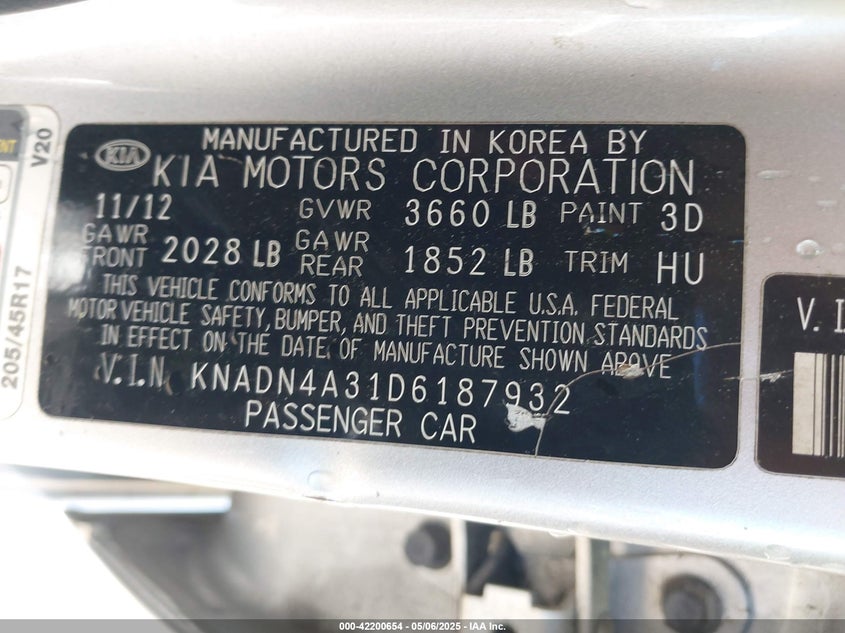 MANUFACTURED IN KOREA BY
KIA
KIA MOTORS CORPORATION
11/12 GVWR 3660 LB PAINT 3D
GAWR FRONT 2028 LB GAWR REAR 1852 LB TRIM HU
THIS VEHICLE CONFORMS TO ALL APPLICABLE U.S.A. FEDERAL
MOTOR VEHICLE SAFETY, BUMPER, AND THEFT PREVENTION STANDARDS
IN EFFECT ON THE DATE OF MANUFACTURE SHOWN ABOVE
V.I.N KNADN4A31D6187932
PASSENGER CAR
V20
205/45R17
V. I
000-42200654 - 05/06/2025 - IAA Inc.